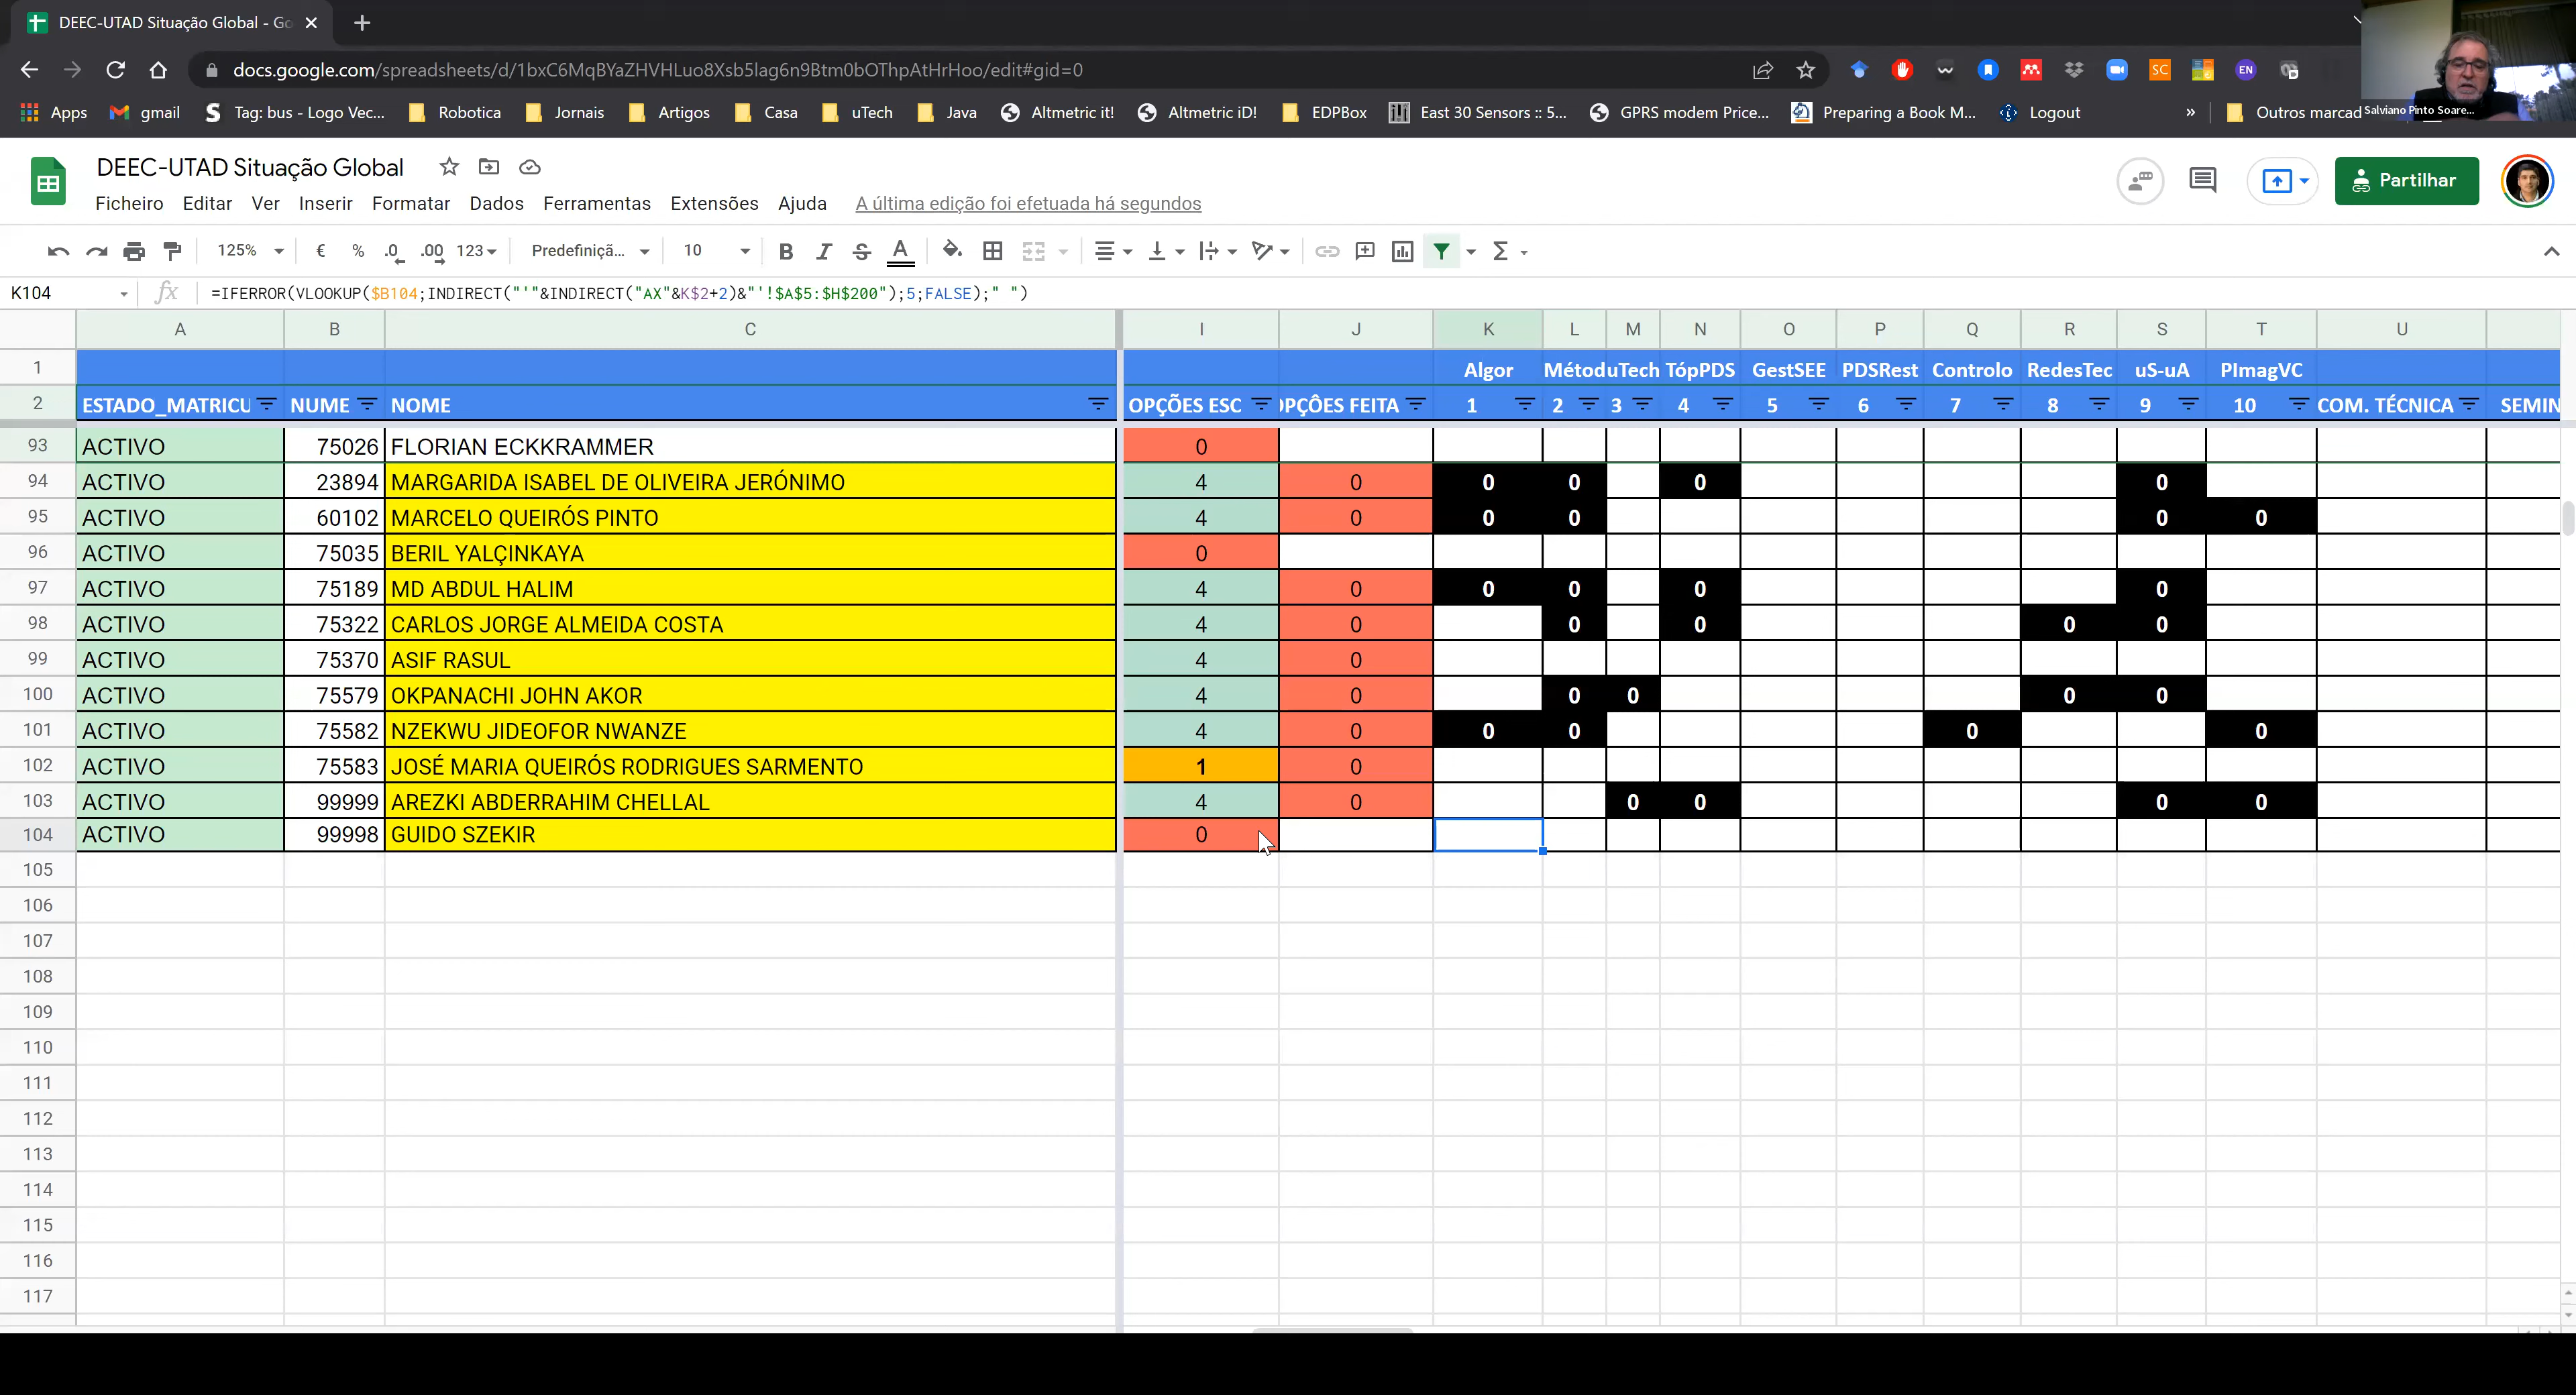 DEEC-UTAD Situação Global - Go
docs.google.com/spreadsheets/d/1bxC6MqBYaZHVHLuo8Xsb5lag6n9Btm0bOThpAtHrHoo/edit#gid=0
SC EN
Apps gmail Tag: bus - Logo Vec... Robotica Jornais Artigos Casa uTech Java Altmetric it! Altmetric iD! EDPBox East 30 Sensors :: 5... GPRS modem Price... Preparing a Book M... Logout » Outros marcad
Salviano Pinto Soare...
DEEC-UTAD Situação Global
Partilhar
Ficheiro Editar Ver Inserir Formatar Dados Ferramentas Extensões Ajuda A última edição foi efetuada há segundos
125% € % .0 .00 123 Predefiniçã... 10 B I S A Σ
K104 fx =IFERROR(VLOOKUP($B104;INDIRECT("'"&INDIRECT("AX"&K$2+2)&"'!$A$5:$H$200");5;FALSE);" ")
A B C I J K L M N O P Q R S T U
1 Algor Métod uTech TópPDS GestSEE PDSRest Controlo RedesTec uS-uA PImagVC
2 ESTADO_MATRICU NUME NOME OPÇÕES ESC OPÇÕES FEITA 1 2 3 4 5 6 7 8 9 10 COM. TÉCNICA SEMIN
93 ACTIVO 75026 FLORIAN ECKKRAMMER 0
94 ACTIVO 23894 MARGARIDA ISABEL DE OLIVEIRA JERÓNIMO 4 0 0 0 0 0
95 ACTIVO 60102 MARCELO QUEIRÓS PINTO 4 0 0 0 0 0
96 ACTIVO 75035 BERIL YALÇINKAYA 0
97 ACTIVO 75189 MD ABDUL HALIM 4 0 0 0 0 0
98 ACTIVO 75322 CARLOS JORGE ALMEIDA COSTA 4 0 0 0 0 0
99 ACTIVO 75370 ASIF RASUL 4 0
100 ACTIVO 75579 OKPANACHI JOHN AKOR 4 0 0 0 0 0
101 ACTIVO 75582 NZEKWU JIDEOFOR NWANZE 4 0 0 0 0 0
102 ACTIVO 75583 JOSÉ MARIA QUEIRÓS RODRIGUES SARMENTO 1 0
103 ACTIVO 99999 AREZKI ABDERRAHIM CHELLAL 4 0 0 0 0 0
104 ACTIVO 99998 GUIDO SZEKIR 0
105
106
107
108
109
110
111
112
113
114
115
116
117